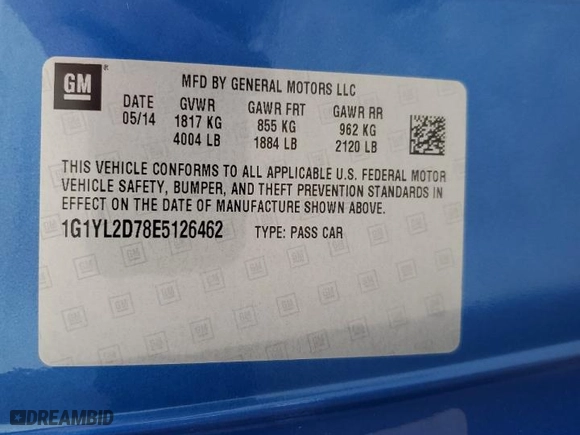 GM
MFD BY GENERAL MOTORS LLC
DATE GVWR GAWR FRT GAWR RR
05/14 1817 KG 855 KG 962 KG
4004 LB 1884 LB 2120 LB
THIS VEHICLE CONFORMS TO ALL APPLICABLE U.S. FEDERAL MOTOR
VEHICLE SAFETY, BUMPER, AND THEFT PREVENTION STANDARDS IN
EFFECT ON THE DATE OF MANUFACTURE SHOWN ABOVE.
1G1YL2D78E5126462 TYPE: PASS CAR
DREAMBID